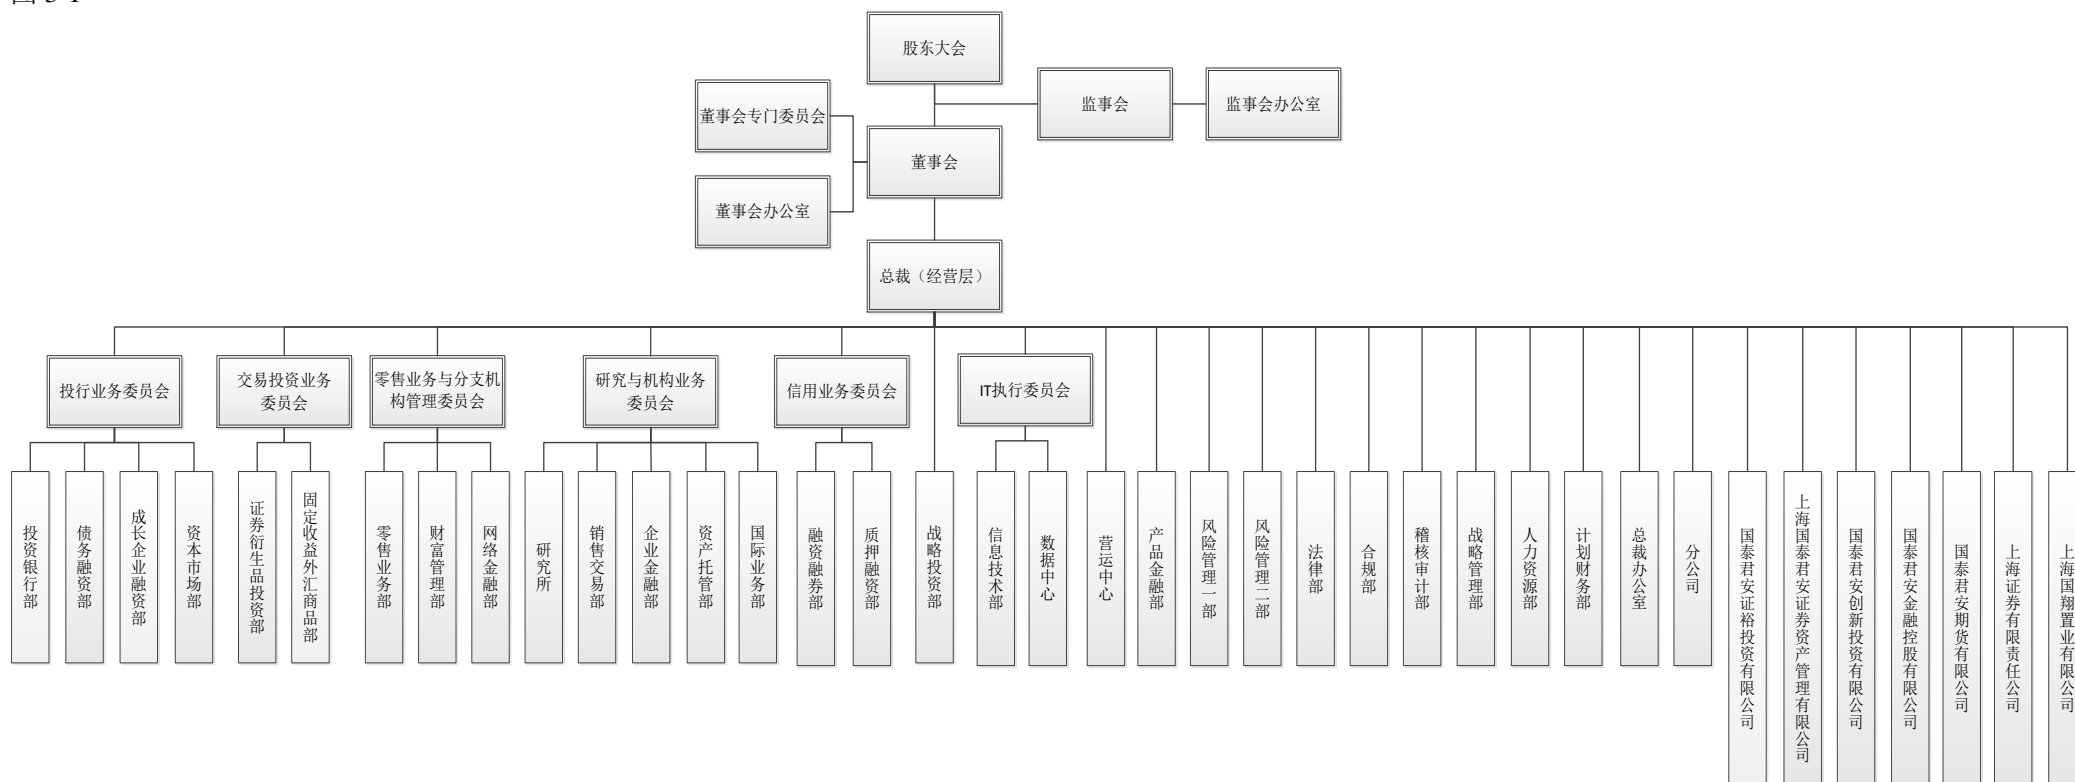 股东大会
监事会
监事会办公室
董事会专门委员会
董事会
董事会办公室
总裁（经营层）
投行业务委员会
交易投资业务
委员会
零售业务与分支机
构管理委员会
研究与机构业务
委员会
信用业务委员会
IT执行委员会
投资银行部
债务融资部
成长企业融资部
资本市场部
证券衍生品投资部
固定收益外汇商品部
零售业务部
财富管理部
网络金融部
研究所
销售交易部
企业金融部
资产托管部
国际业务部
融资融券部
质押融资部
战略投资部
信息技术部
数据中心
营运中心
产品金融部
风险管理一部
风险管理二部
法律部
合规部
稽核审计部
战略管理部
人力资源部
计划财务部
总裁办公室
分公司
国泰君安证裕投资有限公司
上海国泰君安证券资产管理有限公司
国泰君安创新投资有限公司
国泰君安金融控股有限公司
国泰君安期货有限公司
上海证券有限责任公司
上海国翔置业有限公司